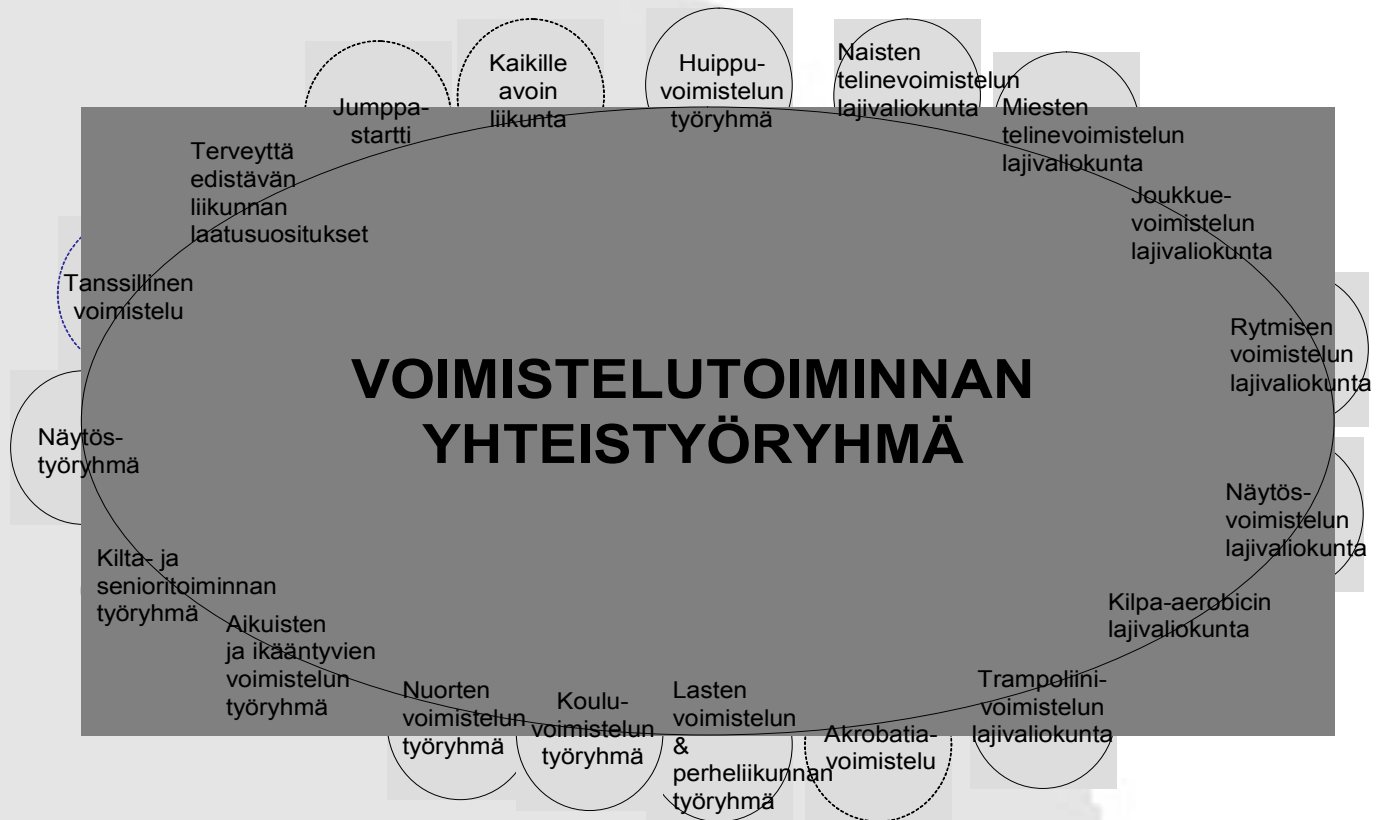 Kaikille
avoin
liikunta
Huippu-
voimistelun
työryhmä
Naisten
telinevoimistelun
lajivaliokunta
Miesten
telinevoimistelun
lajivaliokunta
Joukkue-
voimistelun
lajivaliokunta
Rytmisen
voimistelun
lajivaliokunta
Näytös-
voimistelun
lajivaliokunta
Kilpa-aerobicin
lajivaliokunta
Trampoliini-
voimistelun
lajivaliokunta
Akrobatia-
voimistelu
Lasten
voimistelun
&
perheliikunnan
työryhmä
Koulu-
voimistelun
työryhmä
Nuorten
voimistelun
työryhmä
Aikuisten
ja ikääntyvien
voimistelun
työryhmä
Kilta- ja
senioritoiminnan
työryhmä
Näytös-
työryhmä
Tanssillinen
voimistelu
Terveyttä
edistävän
liikunnan
laatusuositukset
Jumppa-
startti
VOIMISTELUTOIMINNAN
YHTEISTYÖRYHMÄ